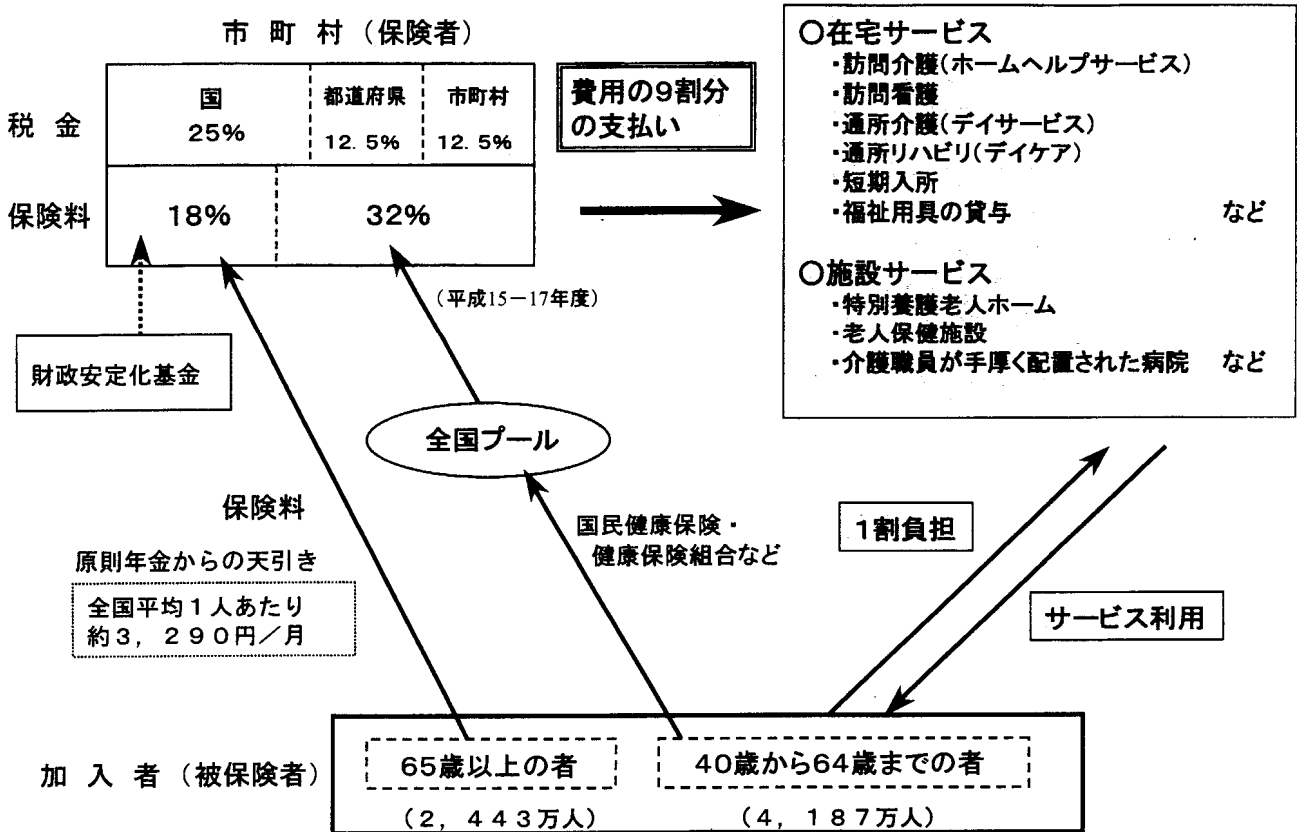 市 町 村（保険者）
税 金
国
25%
都道府県
12.5%
市町村
12.5%
保険料
18%
32%
費用の9割分
の支払い
（平成15－17年度）
財政安定化基金
全国プール
○在宅サービス
・訪問介護(ホームヘルプサービス)
・訪問看護
・通所介護(デイサービス)
・通所リハビリ(デイケア)
・短期入所
・福祉用具の貸与 など
○施設サービス
・特別養護老人ホーム
・老人保健施設
・介護職員が手厚く配置された病院 など
保険料
原則年金からの天引き
全国平均１人あたり
約３，２９０円／月
国民健康保険・
健康保険組合など
1割負担
サービス利用
加 入 者（被保険者）
65歳以上の者
（２，４４３万人）
40歳から64歳までの者
（４，１８７万人）